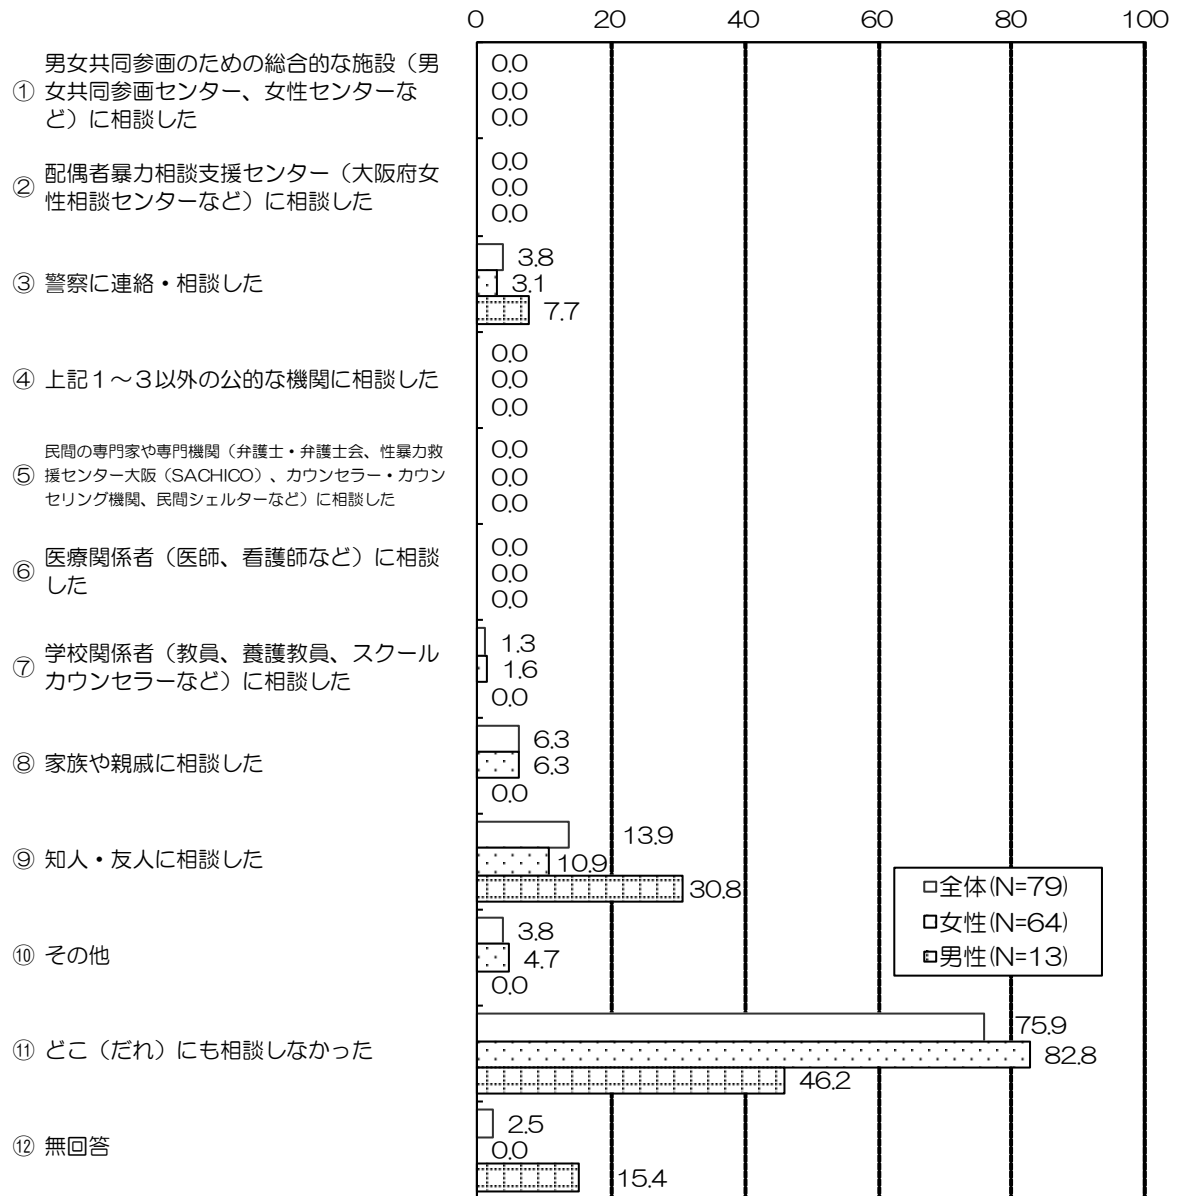 0 20 40 60 80 100
男女共同参画のための総合的な施設（男
① 女共同参画センター、女性センターな
ど）に相談した
0.0
0.0
0.0
② 配偶者暴力相談支援センター（大阪府女
性相談センターなど）に相談した
0.0
0.0
0.0
③ 警察に連絡・相談した
3.8
3.1
7.7
④ 上記１～３以外の公的な機関に相談した
0.0
0.0
0.0
民間の専門家や専門機関（弁護士・弁護士会、性暴力救
⑤ 援センター大阪（SACHICO）、カウンセラー・カウン
セリング機関、民間シェルターなど）に相談した
0.0
0.0
0.0
⑥ 医療関係者（医師、看護師など）に相談
した
0.0
0.0
0.0
⑦ 学校関係者（教員、養護教員、スクール
カウンセラーなど）に相談した
1.3
1.6
0.0
⑧ 家族や親戚に相談した
6.3
6.3
0.0
⑨ 知人・友人に相談した
13.9
10.9
30.8
⑩ その他
3.8
4.7
0.0
⑪ どこ（だれ）にも相談しなかった
75.9
82.8
46.2
⑫ 無回答
2.5
0.0
15.4
全体(N=79)
女性(N=64)
男性(N=13)